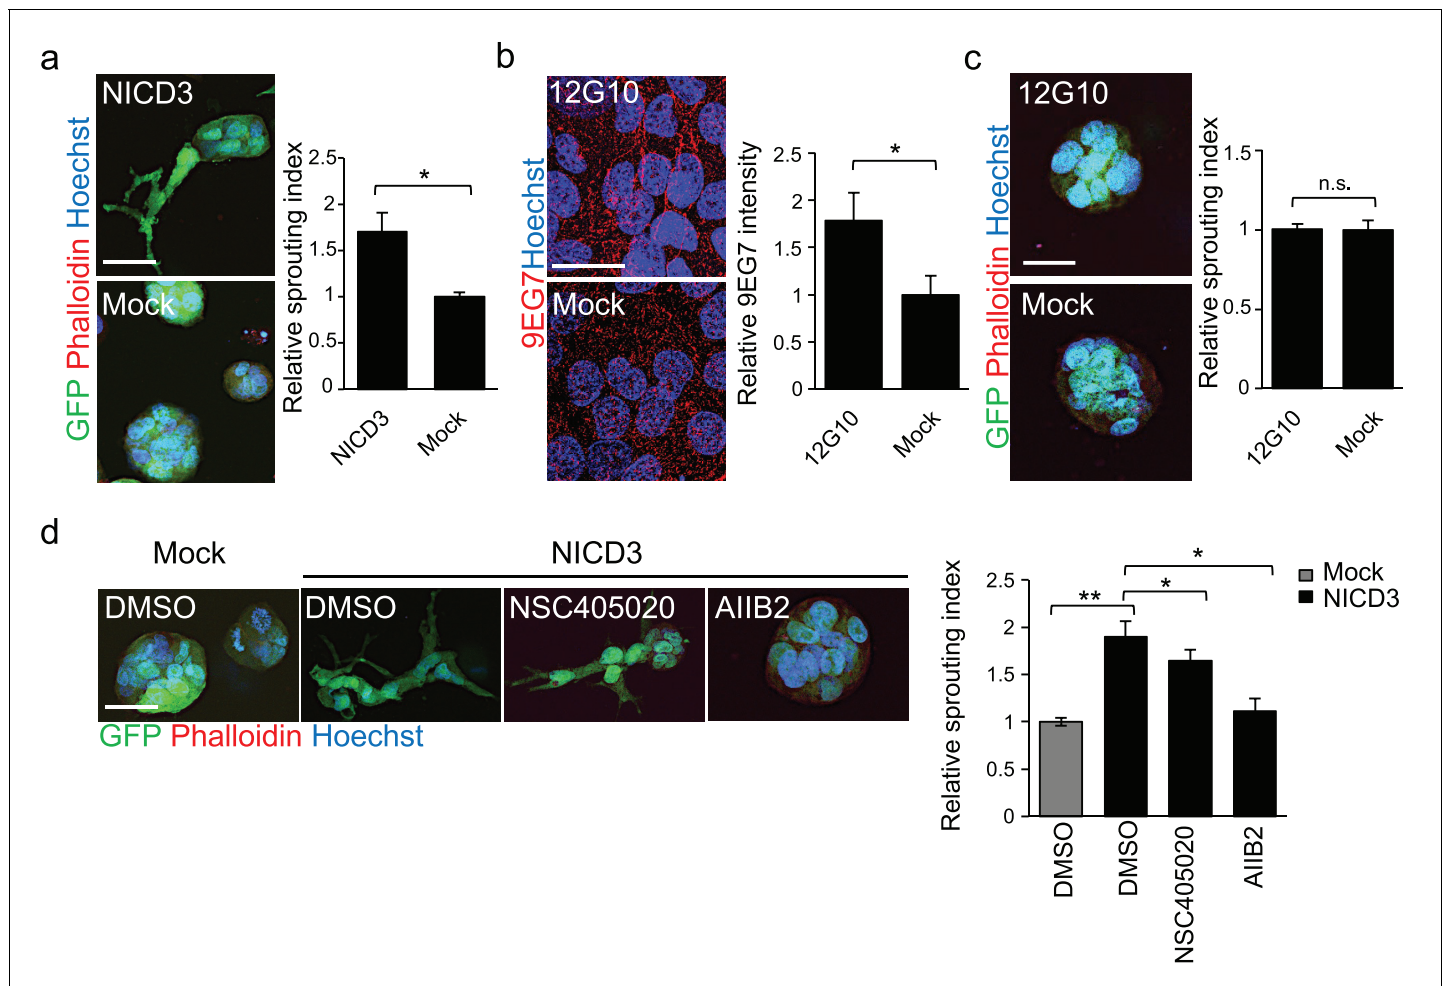 a
NICD3
Mock
GFP Phalloidin Hoechst
Relative sprouting index
2.5
2
1.5
1
0.5
0
*
NICD3
Mock
b
12G10
Mock
9EG7 Hoechst
Relative 9EG7 intensity
2.5
2
1.5
1
0.5
0
*
12G10
Mock
c
12G10
Mock
GFP Phalloidin Hoechst
Relative sprouting index
1.5
1
0.5
0
n.s.
12G10
Mock
d
Mock
NICD3
DMSO
DMSO
NSC405020
AIIB2
GFP Phalloidin Hoechst
Relative sprouting index
2.5
2
1.5
1
0.5
0
**
*
*
Mock
NICD3
DMSO
DMSO
NSC405020
AIIB2